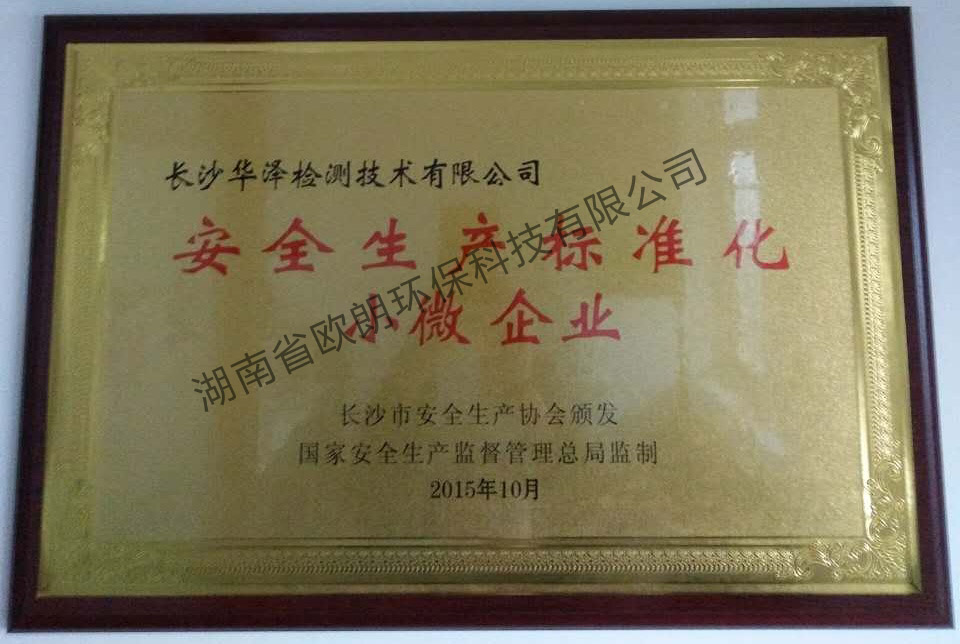 长沙华泽检测技术有限公司
安全生产标准化
小微企业
长沙市安全生产协会颁发
国家安全生产监督管理总局监制
2015年10月
湖南省欧朗环保科技有限公司